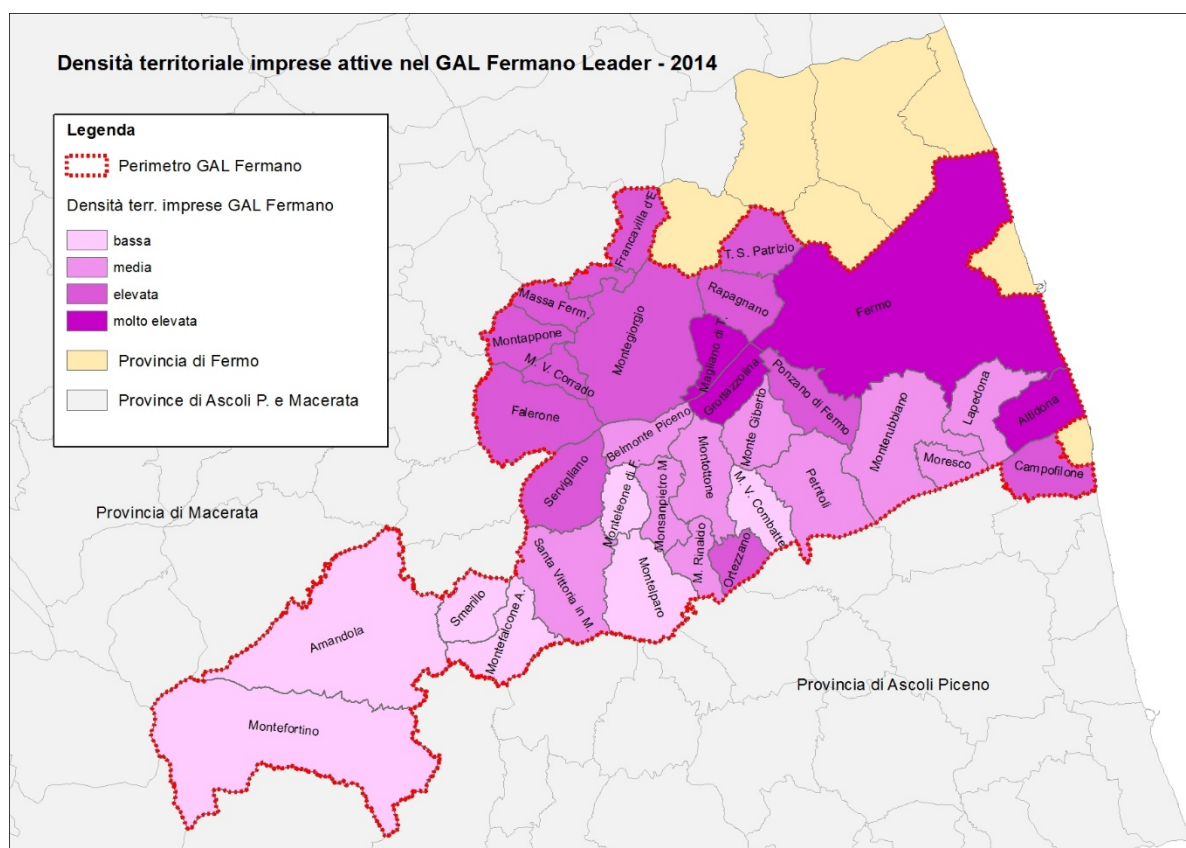 Densità territoriale imprese attive nel GAL Fermano Leader - 2014
Legenda
Perimetro GAL Fermano
Densità terr. imprese GAL Fermano
bassa
media
elevata
molto elevata
Provincia di Fermo
Province di Ascoli P. e Macerata
Francavilla d'E.
T. S. Patrizio
Massa Ferm.
Rapagnano
Fermo
Montappone
Montegiorgio
Magliano di T.
M. V. Corrado
Grottazzolina
Ponzano di Fermo
Falerone
Belmonte Piceno
Monte Giberto
Lapedona
Altidona
Monterubbiano
Moresco
Campofilone
Servigliano
Monteleone di F.
Monsanpietro M.
Montottone
M. V. Combatte
Petritoli
Provincia di Macerata
Santa Vittoria in M.
Montelparo
M. Rinaldo
Ortezzano
Smerillo
Montefalcone A.
Amandola
Provincia di Ascoli Piceno
Montefortino